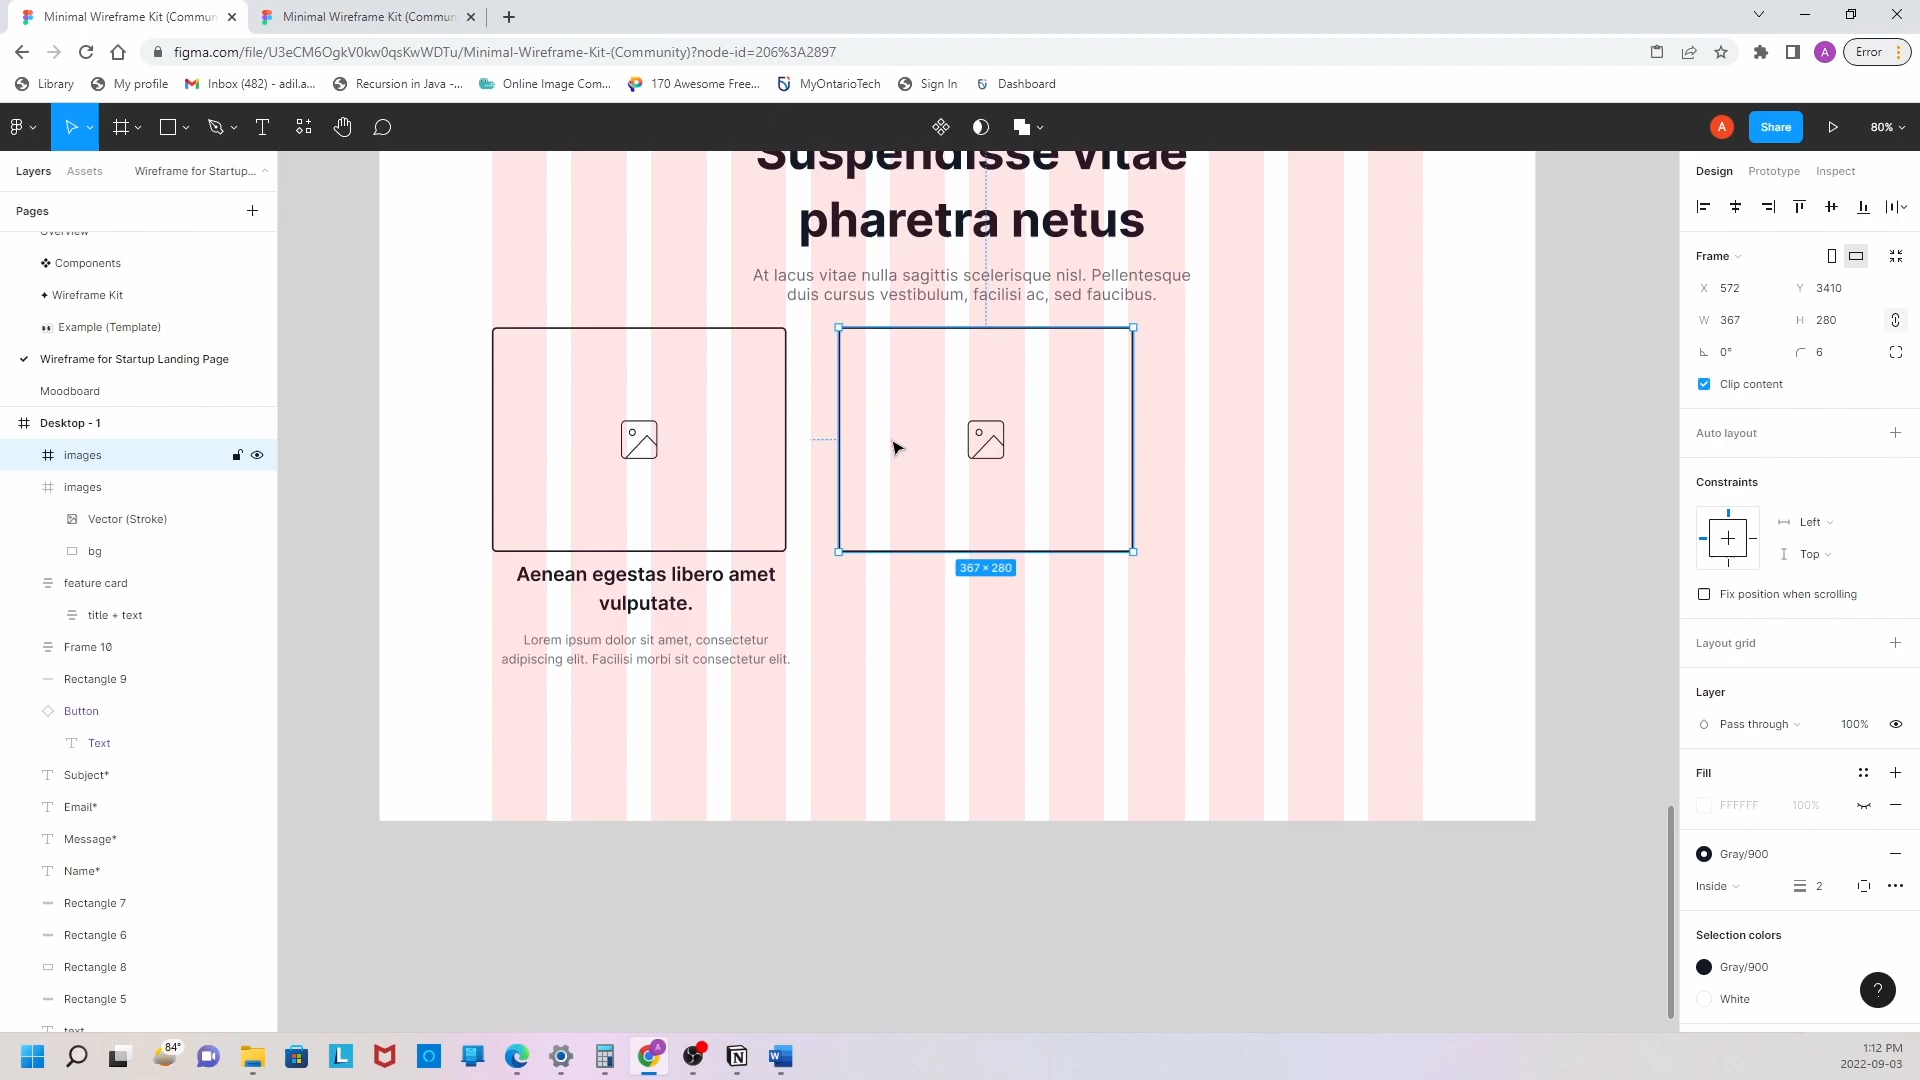 Minimal Wireframe Kit (Commun
Minimal Wireframe Kit (Commun
figma.com/file/U3eCM6OgkV0kw0qsKwWDTu/Minimal-Wireframe-Kit-(Community)?node-id=206%3A2897
A
Error
Library
My profile
Inbox (482) - adil.a...
Recursion in Java -...
Online Image Com...
170 Awesome Free...
MyOntarioTech
Sign In
Dashboard
A
Share
80%
Layers
Assets
Wireframe for Startup...
Pages
Overview
Components
Wireframe Kit
Example (Template)
Wireframe for Startup Landing Page
Moodboard
Desktop - 1
images
images
Vector (Stroke)
bg
feature card
title + text
Frame 10
Rectangle 9
Button
Text
Subject*
Email*
Message*
Name*
Rectangle 7
Rectangle 6
Rectangle 8
Rectangle 5
text
Suspendisse vitae
pharetra netus
At lacus vitae nulla sagittis scelerisque nisl. Pellentesque
duis cursus vestibulum, facilisi ac, sed faucibus.
367 × 280
Aenean egestas libero amet
vulputate.
Lorem ipsum dolor sit amet, consectetur
adipiscing elit. Facilisi morbi sit consectetur elit.
Design
Prototype
Inspect
Frame
X 572 Y 3410
W 367 H 280
0° 6
Clip content
Auto layout
Constraints
Left
Top
Fix position when scrolling
Layout grid
Layer
Pass through 100%
Fill
FFFFFF 100%
Gray/900
Inside 2
Selection colors
Gray/900
White
?
84°
L
A
1:12 PM
2022-09-03